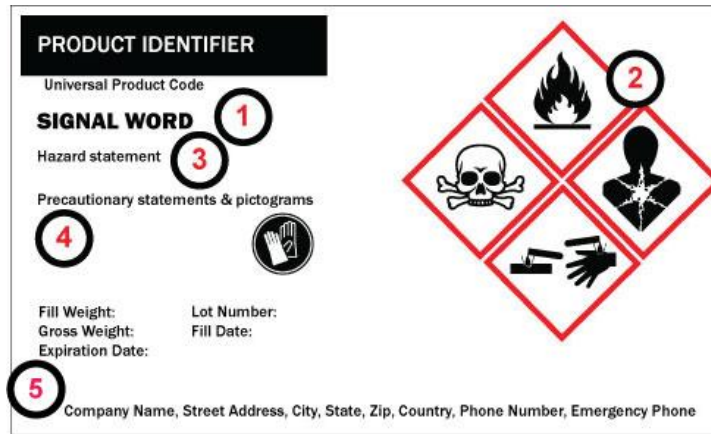 PRODUCT IDENTIFIER
Universal Product Code
SIGNAL WORD 1
2
Hazard statement 3
Precautionary statements & pictograms
4
Fill Weight: Lot Number:
Gross Weight: Fill Date:
Expiration Date:
5
Company Name, Street Address, City, State, Zip, Country, Phone Number, Emergency Phone